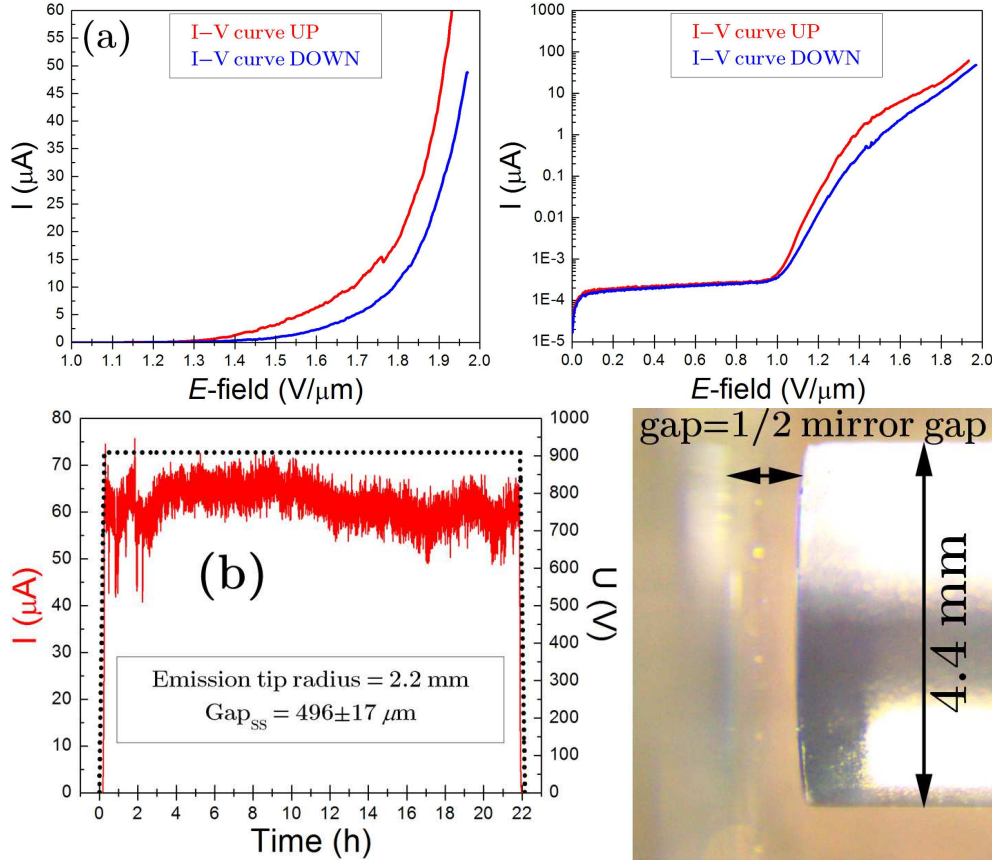 (a)
I–V curve UP
I–V curve DOWN
60
55
50
45
40
35
30
25
20
15
10
5
0
I (μA)
1.0 1.1 1.2 1.3 1.4 1.5 1.6 1.7 1.8 1.9 2.0
E-field (V/μm)
I–V curve UP
I–V curve DOWN
1000
100
10
1
0.1
0.01
1E-3
1E-4
1E-5
I (μA)
0.0 0.2 0.4 0.6 0.8 1.0 1.2 1.4 1.6 1.8 2.0
E-field (V/μm)
80
70
60
50
40
30
20
10
0
I (μA)
(b)
Emission tip radius = 2.2 mm
Gapss = 496±17 μm
1000
900
800
700
600
500
400
300
200
100
0
U (V)
0 2 4 6 8 10 12 14 16 18 20 22
Time (h)
gap=1/2 mirror gap
4.4 mm